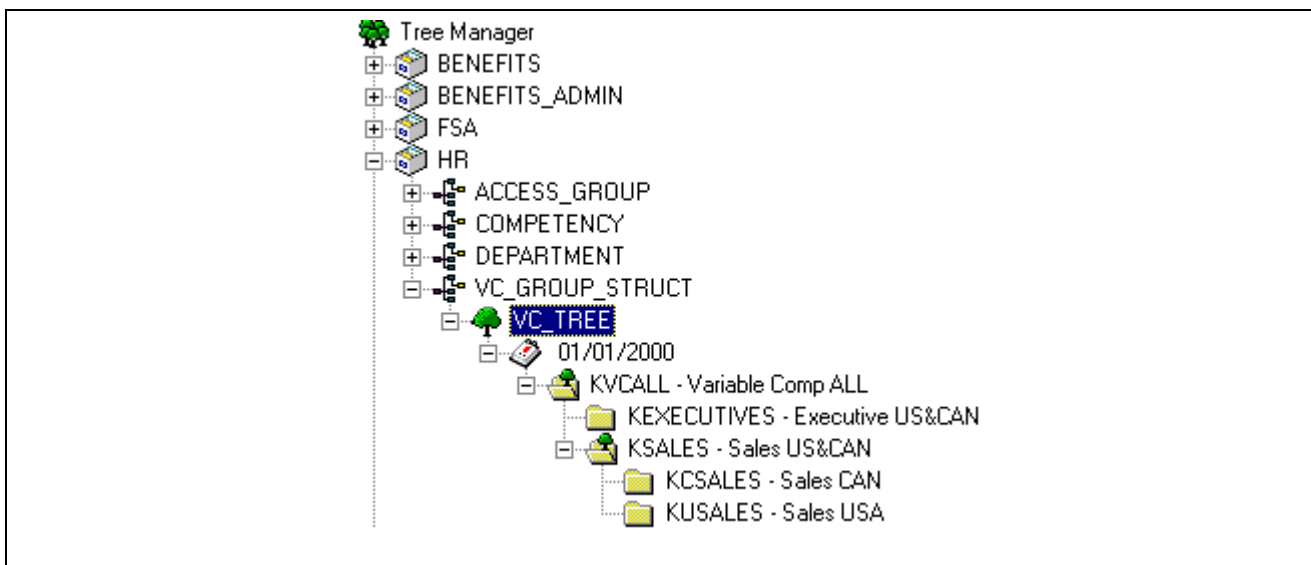 Tree Manager
BENEFITS
BENEFITS_ADMIN
FSA
HR
ACCESS_GROUP
COMPETENCY
DEPARTMENT
VC_GROUP_STRUCT
VC_TREE
01/01/2000
KVCALL - Variable Comp ALL
KEXECUTIVES - Executive US&CAN
KSALES - Sales US&CAN
KCSALES - Sales CAN
KUSALES - Sales USA